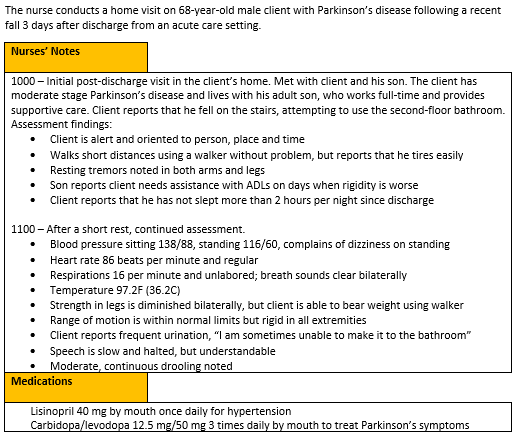 The nurse conducts a home visit on 68-year-old male client with Parkinson's disease following a recent
fall 3 days after discharge from an acute care setting.
Nurses' Notes
1000 – Initial post-discharge visit in the client's home. Met with client and his son. The client has
moderate stage Parkinson's disease and lives with his adult son, who works full-time and provides
supportive care. Client reports that he fell on the stairs, attempting to use the second-floor bathroom.
Assessment findings:
• Client is alert and oriented to person, place and time
• Walks short distances using a walker without problem, but reports that he tires easily
• Resting tremors noted in both arms and legs
• Son reports client needs assistance with ADLs on days when rigidity is worse
• Client reports that he has not slept more than 2 hours per night since discharge
1100 – After a short rest, continued assessment.
• Blood pressure sitting 138/88, standing 116/60, complains of dizziness on standing
• Heart rate 86 beats per minute and regular
• Respirations 16 per minute and unlabored; breath sounds clear bilaterally
• Temperature 97.2F (36.2C)
• Strength in legs is diminished bilaterally, but client is able to bear weight using walker
• Range of motion is within normal limits but rigid in all extremities
• Client reports frequent urination, "I am sometimes unable to make it to the bathroom"
• Speech is slow and halted, but understandable
• Moderate, continuous drooling noted
Medications
Lisinopril 40 mg by mouth once daily for hypertension
Carbidopa/levodopa 12.5 mg/50 mg 3 times daily by mouth to treat Parkinson's symptoms